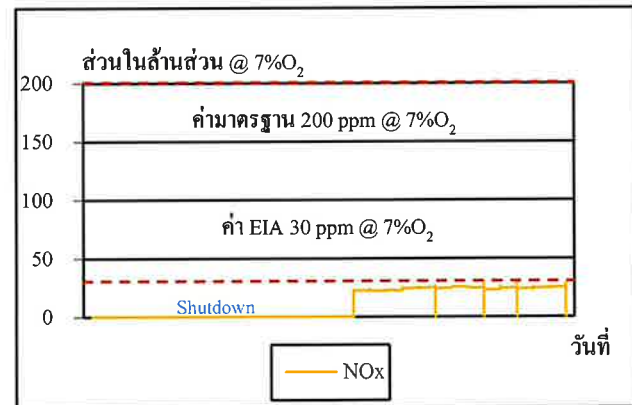 ส่วนในล้านส่วน @ 7%O₂
200
ค่ามาตรฐาน 200 ppm @ 7%O₂
150
100
ค่า EIA 30 ppm @ 7%O₂
50
Shutdown
0
วันที่
NOx